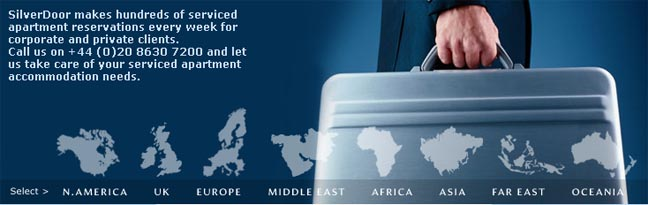 SilverDoor makes hundreds of serviced
apartment reservations every week for
corporate and private clients.
Call us on +44 (0)20 8630 7200 and let
us take care of your serviced apartment
accommodation needs.
Select > N.AMERICA UK EUROPE MIDDLE EAST AFRICA ASIA FAR EAST OCEANIA